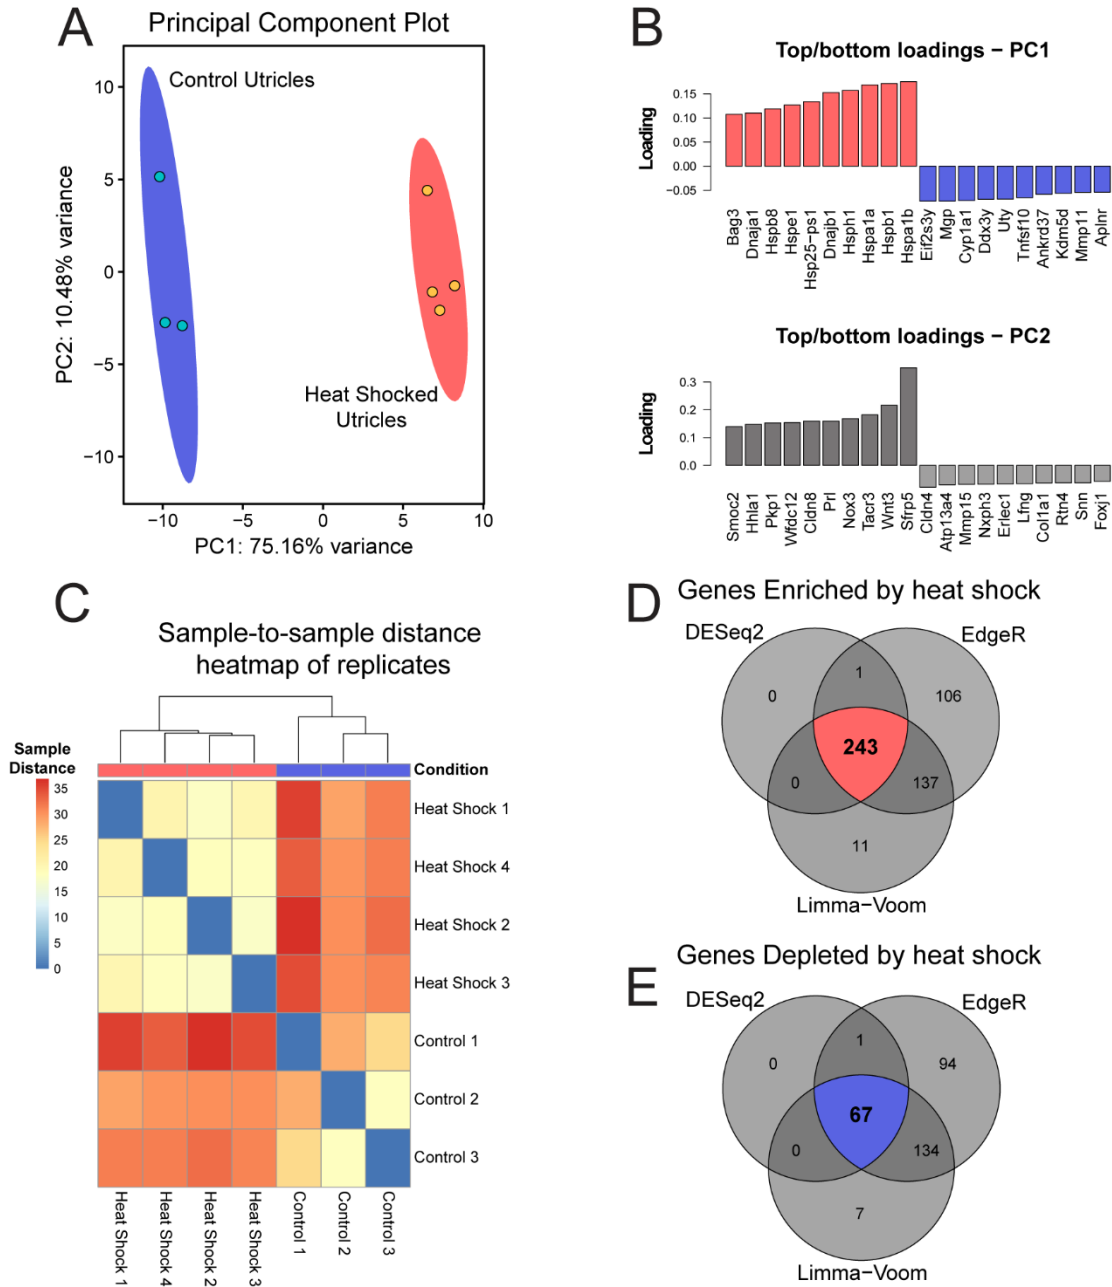 A
Principal Component Plot
Control Utricles
Heat Shocked
Utricles
PC2: 10.48% variance
10
5
0
−5
−10
−10
−5
0
5
10
PC1: 75.16% variance
B
Top/bottom loadings − PC1
Loading
0.15
0.10
0.05
0.00
−0.05
Bag3
Dnaja1
Hspb8
Hspe1
Hsp25−ps1
Dnajb1
Hsph1
Hspa1a
Hspb1
Hspa1b
Eif2s3y
Mgp
Cyp1a1
Ddx3y
Uty
Tnfsf10
Ankrd37
Kdm5d
Mmp11
Aplnr
Top/bottom loadings − PC2
Loading
0.3
0.2
0.1
0.0
Smoc2
Hhla1
Pkp1
Wfdc12
Cldn8
Prl
Nox3
Tacr3
Wnt3
Sfrp5
Cldn4
Atp13a4
Mmp15
Nxph3
Erlec1
Lfng
Col1a1
Rtn4
Snn
Foxj1
C
Sample-to-sample distance
heatmap of replicates
Sample
Distance
35
30
25
20
15
10
5
0
Condition
Heat Shock 1
Heat Shock 4
Heat Shock 2
Heat Shock 3
Control 1
Control 2
Control 3
Heat Shock 1
Heat Shock 4
Heat Shock 2
Heat Shock 3
Control 1
Control 2
Control 3
D
Genes Enriched by heat shock
DESeq2
EdgeR
1
0
106
243
0
137
11
Limma−Voom
E
Genes Depleted by heat shock
DESeq2
EdgeR
1
0
94
67
0
134
7
Limma−Voom